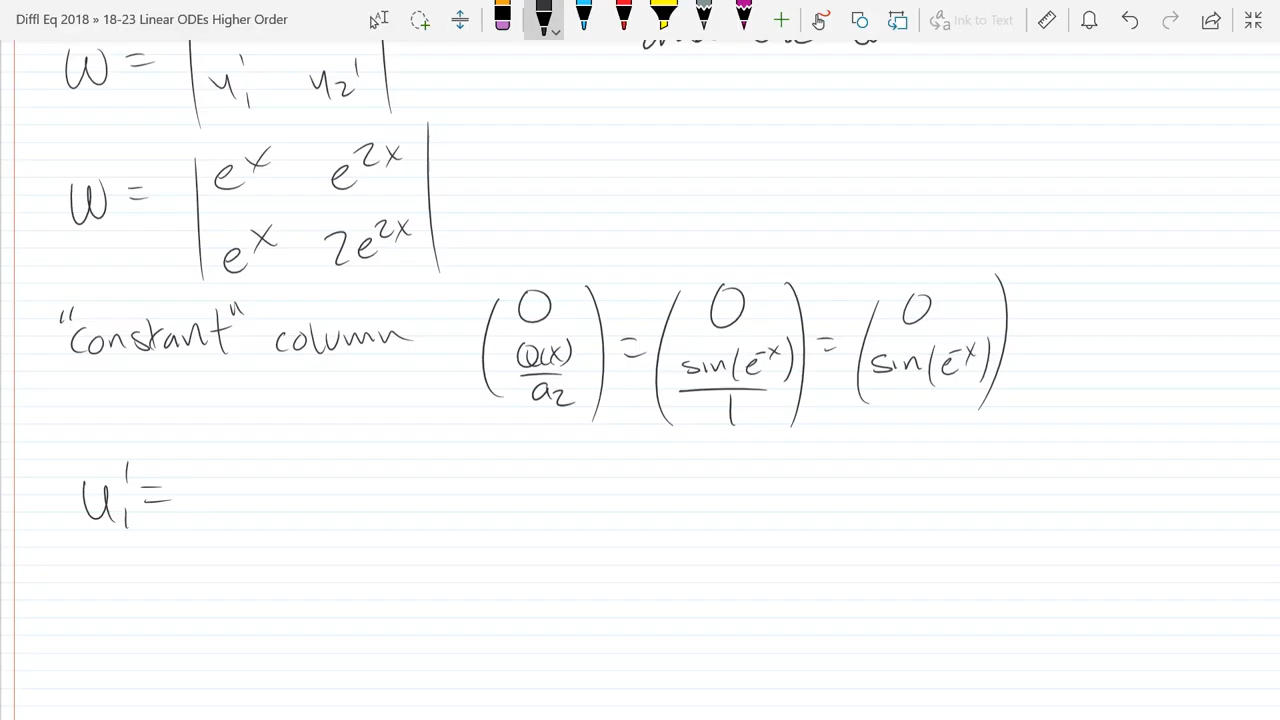 Diffl Eq 2018 » 18-23 Linear ODEs Higher Order
Ink to Text
W = | y₁' y₂' |
W = | e^x e^2x |
| e^x 2e^2x |
"constant" column ( 0 ; Q(x)/a₂ ) = ( 0 ; sin(e^-x)/1 ) = ( 0 ; sin(e^-x) )
u₁' =